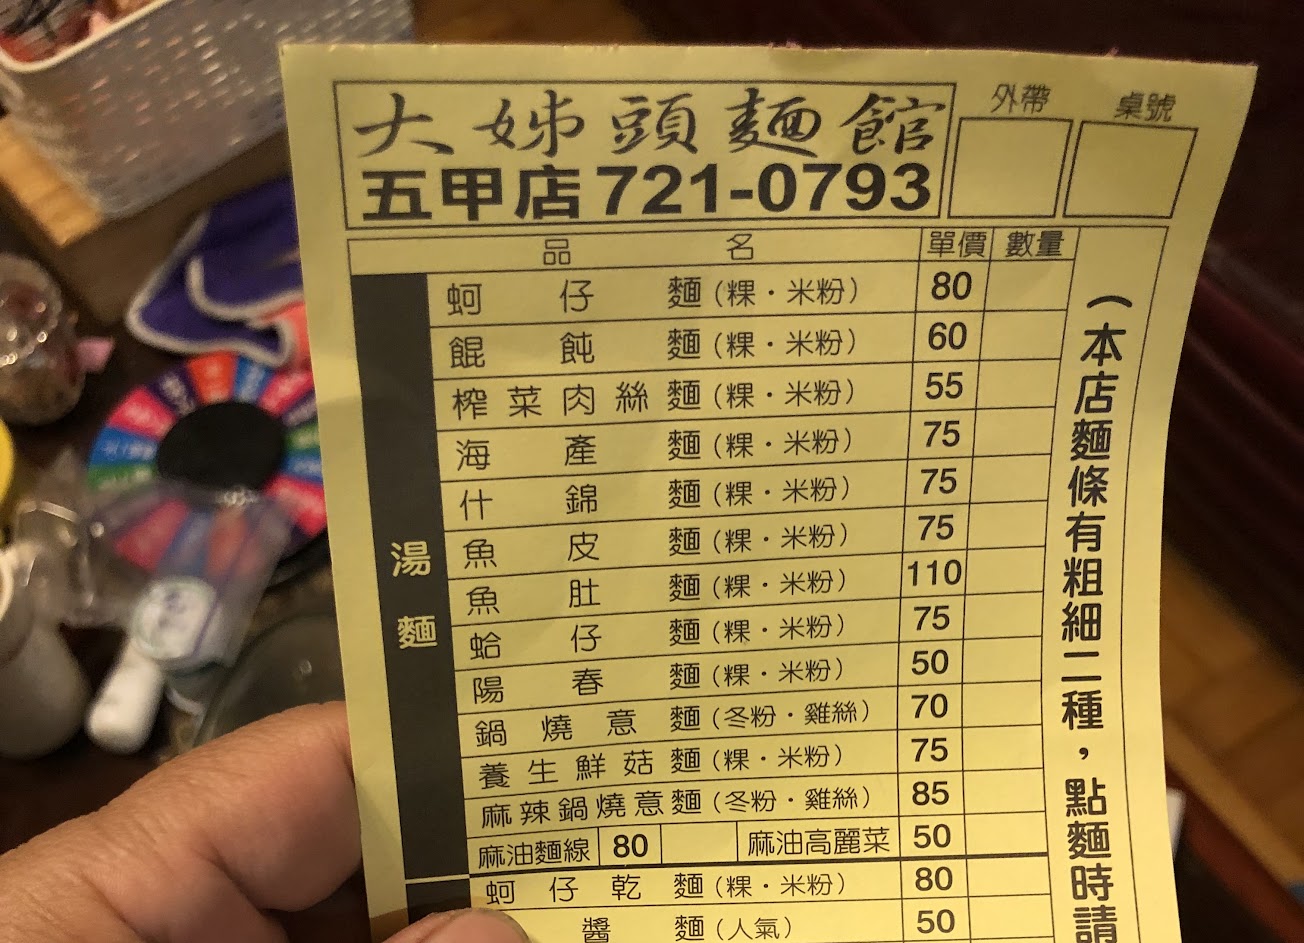 大姊頭麵館
五甲店721-0793
外帶
桌號
品名 單價 數量
湯麵
蚵仔麵(粿・米粉) 80
餛飩麵(粿・米粉) 60
榨菜肉絲麵(粿・米粉) 55
海產麵(粿・米粉) 75
什錦麵(粿・米粉) 75
魚皮麵(粿・米粉) 75
魚肚麵(粿・米粉) 110
蛤仔麵(粿・米粉) 75
陽春麵(粿・米粉) 50
鍋燒意麵(冬粉・雞絲) 70
養生鮮菇麵(粿・米粉) 75
麻辣鍋燒意麵(冬粉・雞絲) 85
麻油麵線 80 麻油高麗菜 50
蚵仔乾麵(粿・米粉) 80
醬麵(人氣) 50
(本店麵條有粗細二種，點麵時請